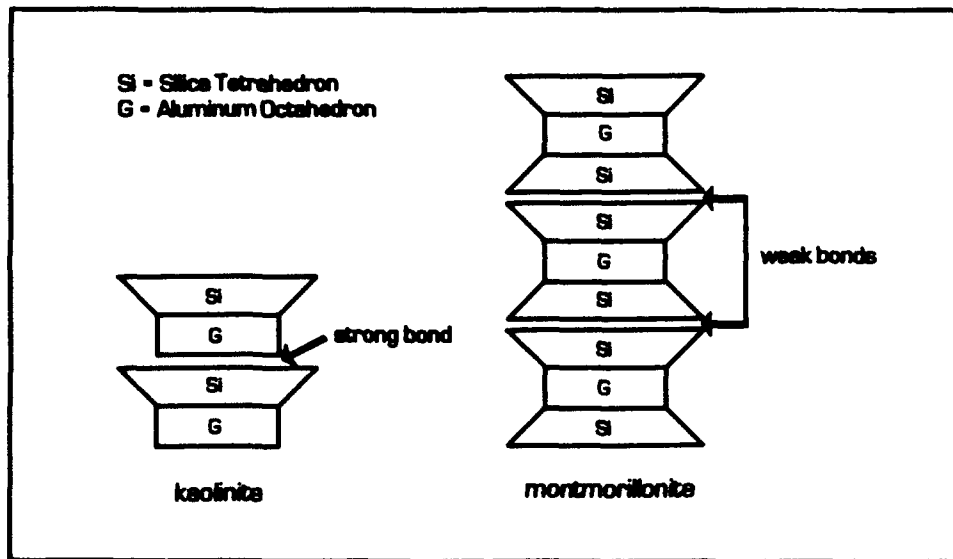 Si = Silica Tetrahedron
G = Aluminum Octahedron
Si
G
Si
Si
G
Si
weak bonds
Si
G
strong bond
Si
G
Si
G
Si
kaolinite
montmorillonite